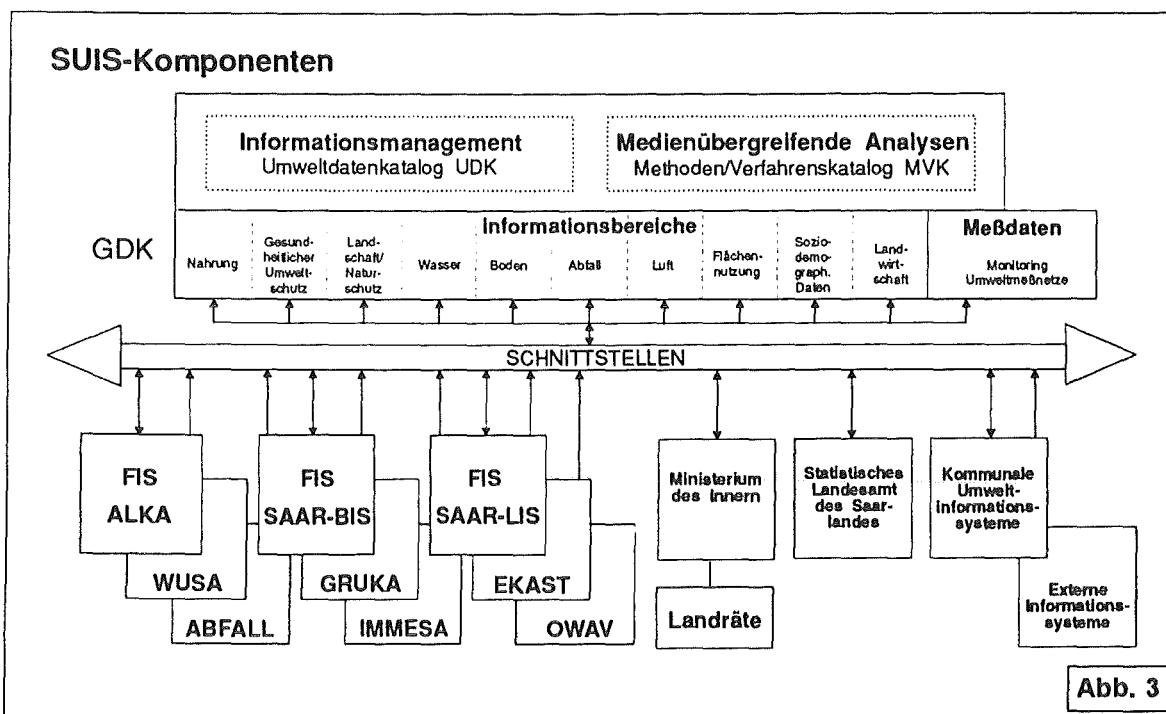 SUIS-Komponenten
Informationsmanagement
Umweltdatenkatalog UDK
Medienübergreifende Analysen
Methoden/Verfahrenskatalog MVK
GDK
Informationsbereiche
Nahrung
Gesund-
heitlicher
Umwelt-
schutz
Land-
schaft/
Natur-
schutz
Wasser
Boden
Abfall
Luft
Flächen-
nutzung
Sozio-
demo-
graph.
Daten
Land-
wirt-
schaft
Meßdaten
Monitoring
Umweltmeßnetze
SCHNITTSTELLEN
FIS
ALKA
WUSA
ABFALL
FIS
SAAR-BIS
GRUKA
IMMESA
FIS
SAAR-LIS
EKAST
OWAV
Ministerium
des Innern
Landräte
Statistisches
Landesamt
des Saar-
landes
Kommunale
Umwelt-
informations-
systeme
Externe
Informations-
systeme
Abb. 3